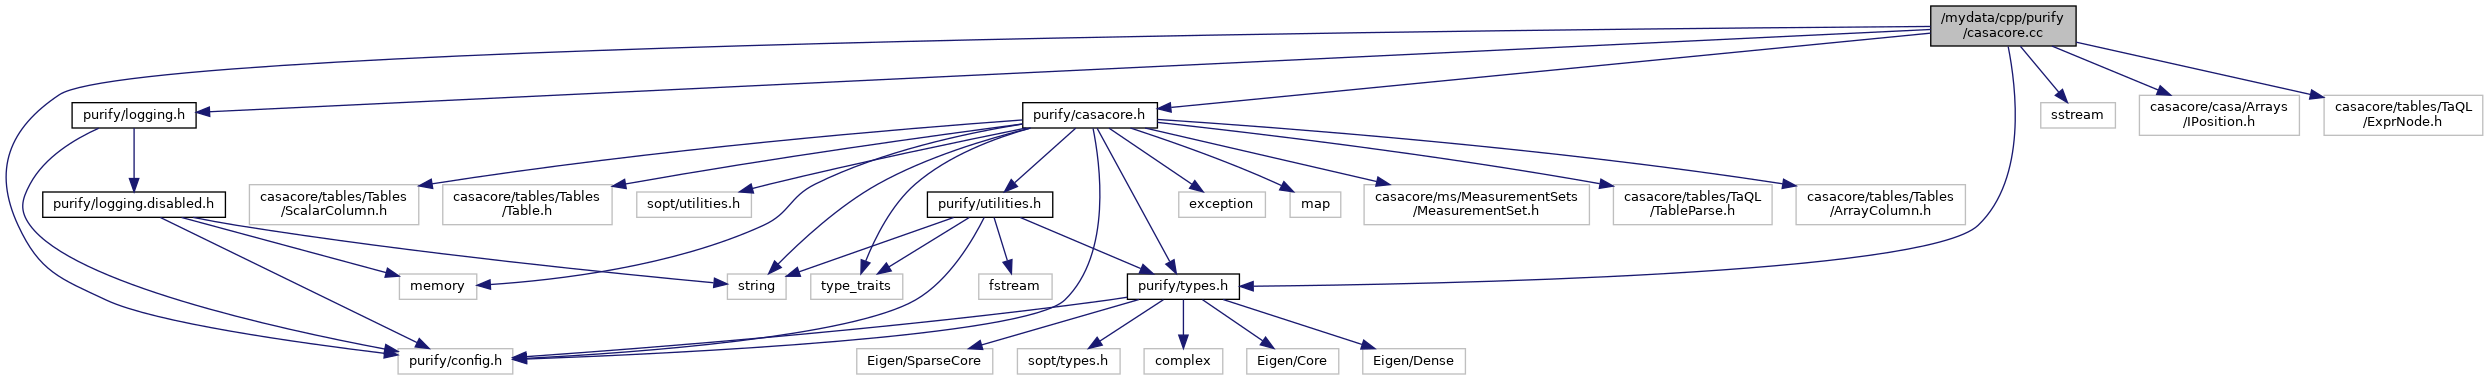 /mydata/cpp/purify
/casacore.cc
purify/logging.h
purify/casacore.h
sstream
casacore/casa/Arrays
/IPosition.h
casacore/tables/TaQL
/ExprNode.h
purify/logging.disabled.h
casacore/tables/Tables
/ScalarColumn.h
casacore/tables/Tables
/Table.h
sopt/utilities.h
purify/utilities.h
exception
map
casacore/ms/MeasurementSets
/MeasurementSet.h
casacore/tables/TaQL
/TableParse.h
casacore/tables/Tables
/ArrayColumn.h
memory
string
type_traits
fstream
purify/types.h
purify/config.h
Eigen/SparseCore
sopt/types.h
complex
Eigen/Core
Eigen/Dense